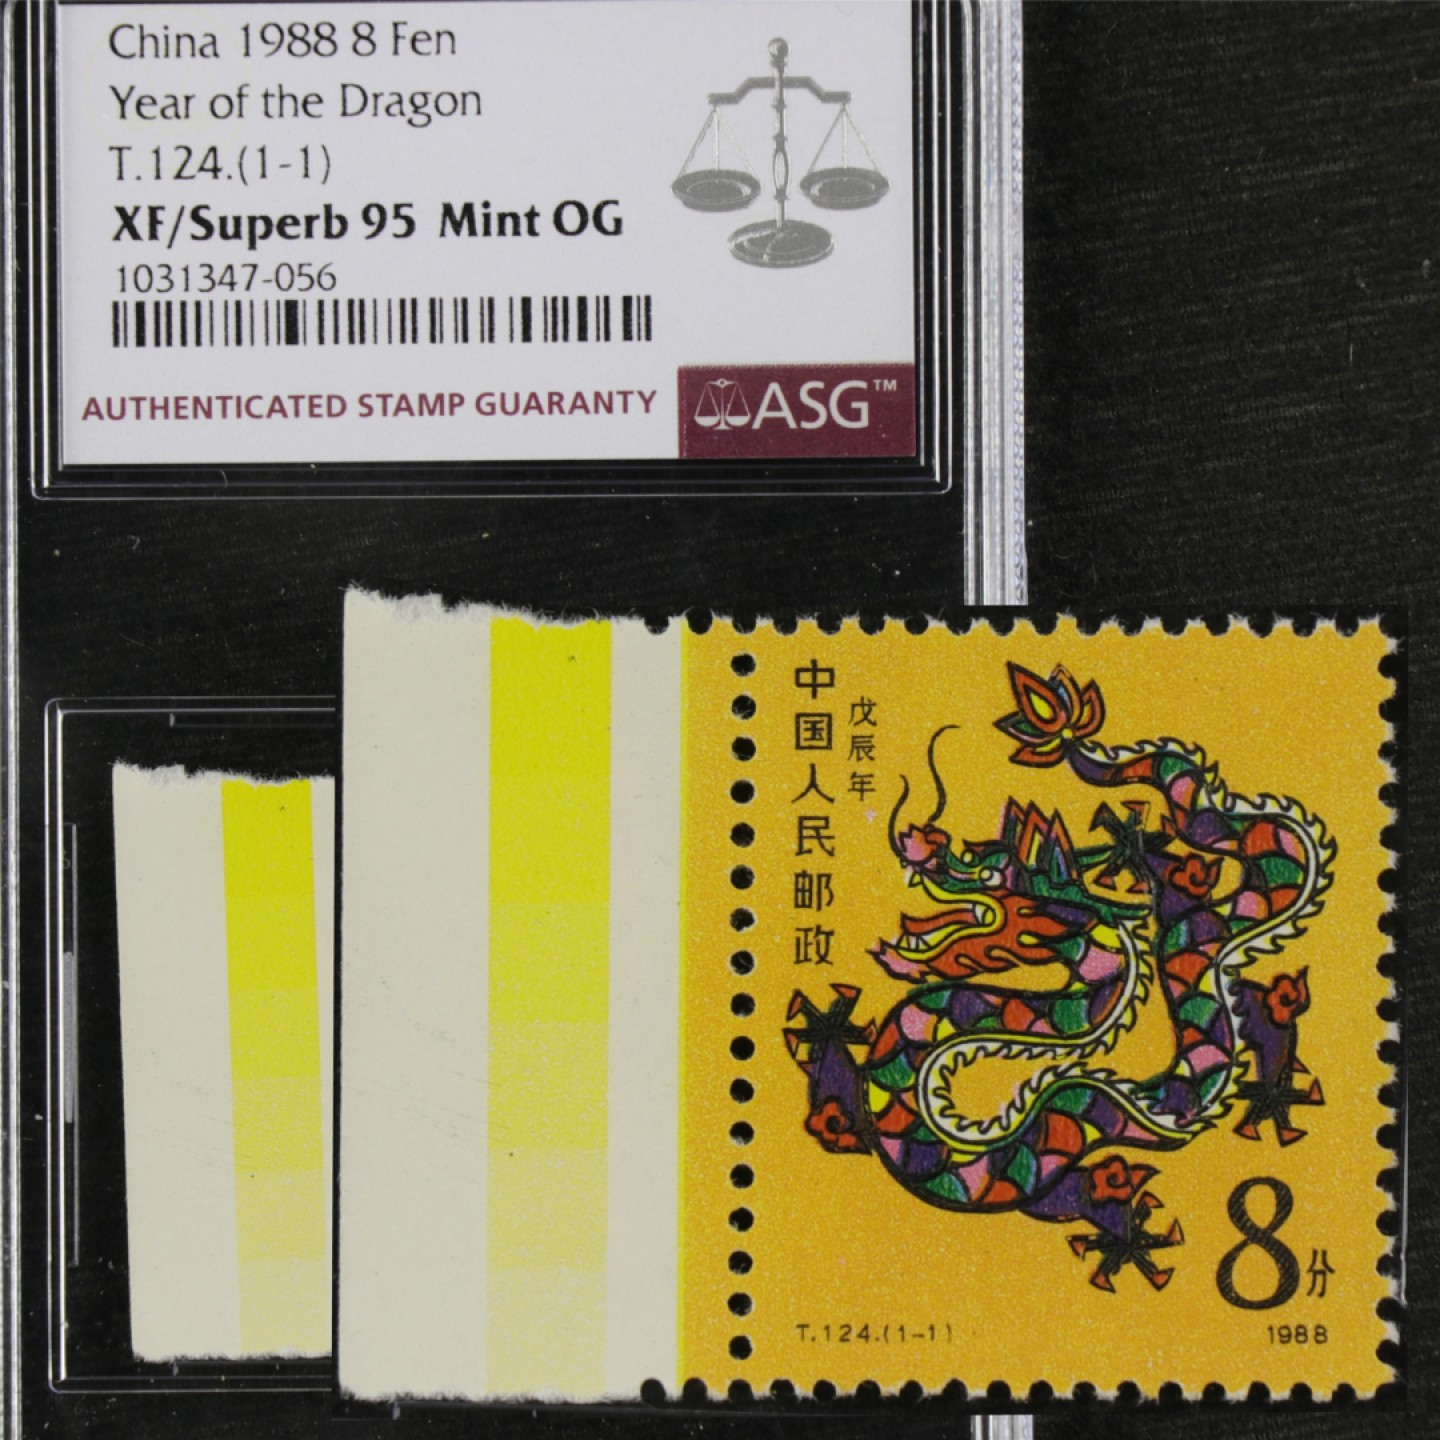 China 1988 8 Fen
Year of the Dragon
T.124.(1-1)
XF/Superb 95 Mint OG
1031347-056
AUTHENTICATED STAMP GUARANTY
ASG™
中国人民邮政
戊辰年
8分
T.124.(1-1)
1988